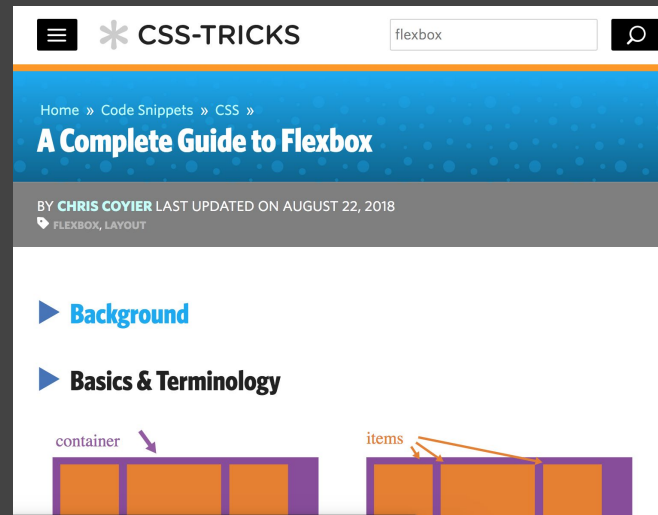 CSS-TRICKS
flexbox
Home » Code Snippets » CSS »
A Complete Guide to Flexbox
BY CHRIS COYIER LAST UPDATED ON AUGUST 22, 2018
FLEXBOX, LAYOUT
Background
Basics & Terminology
container
items